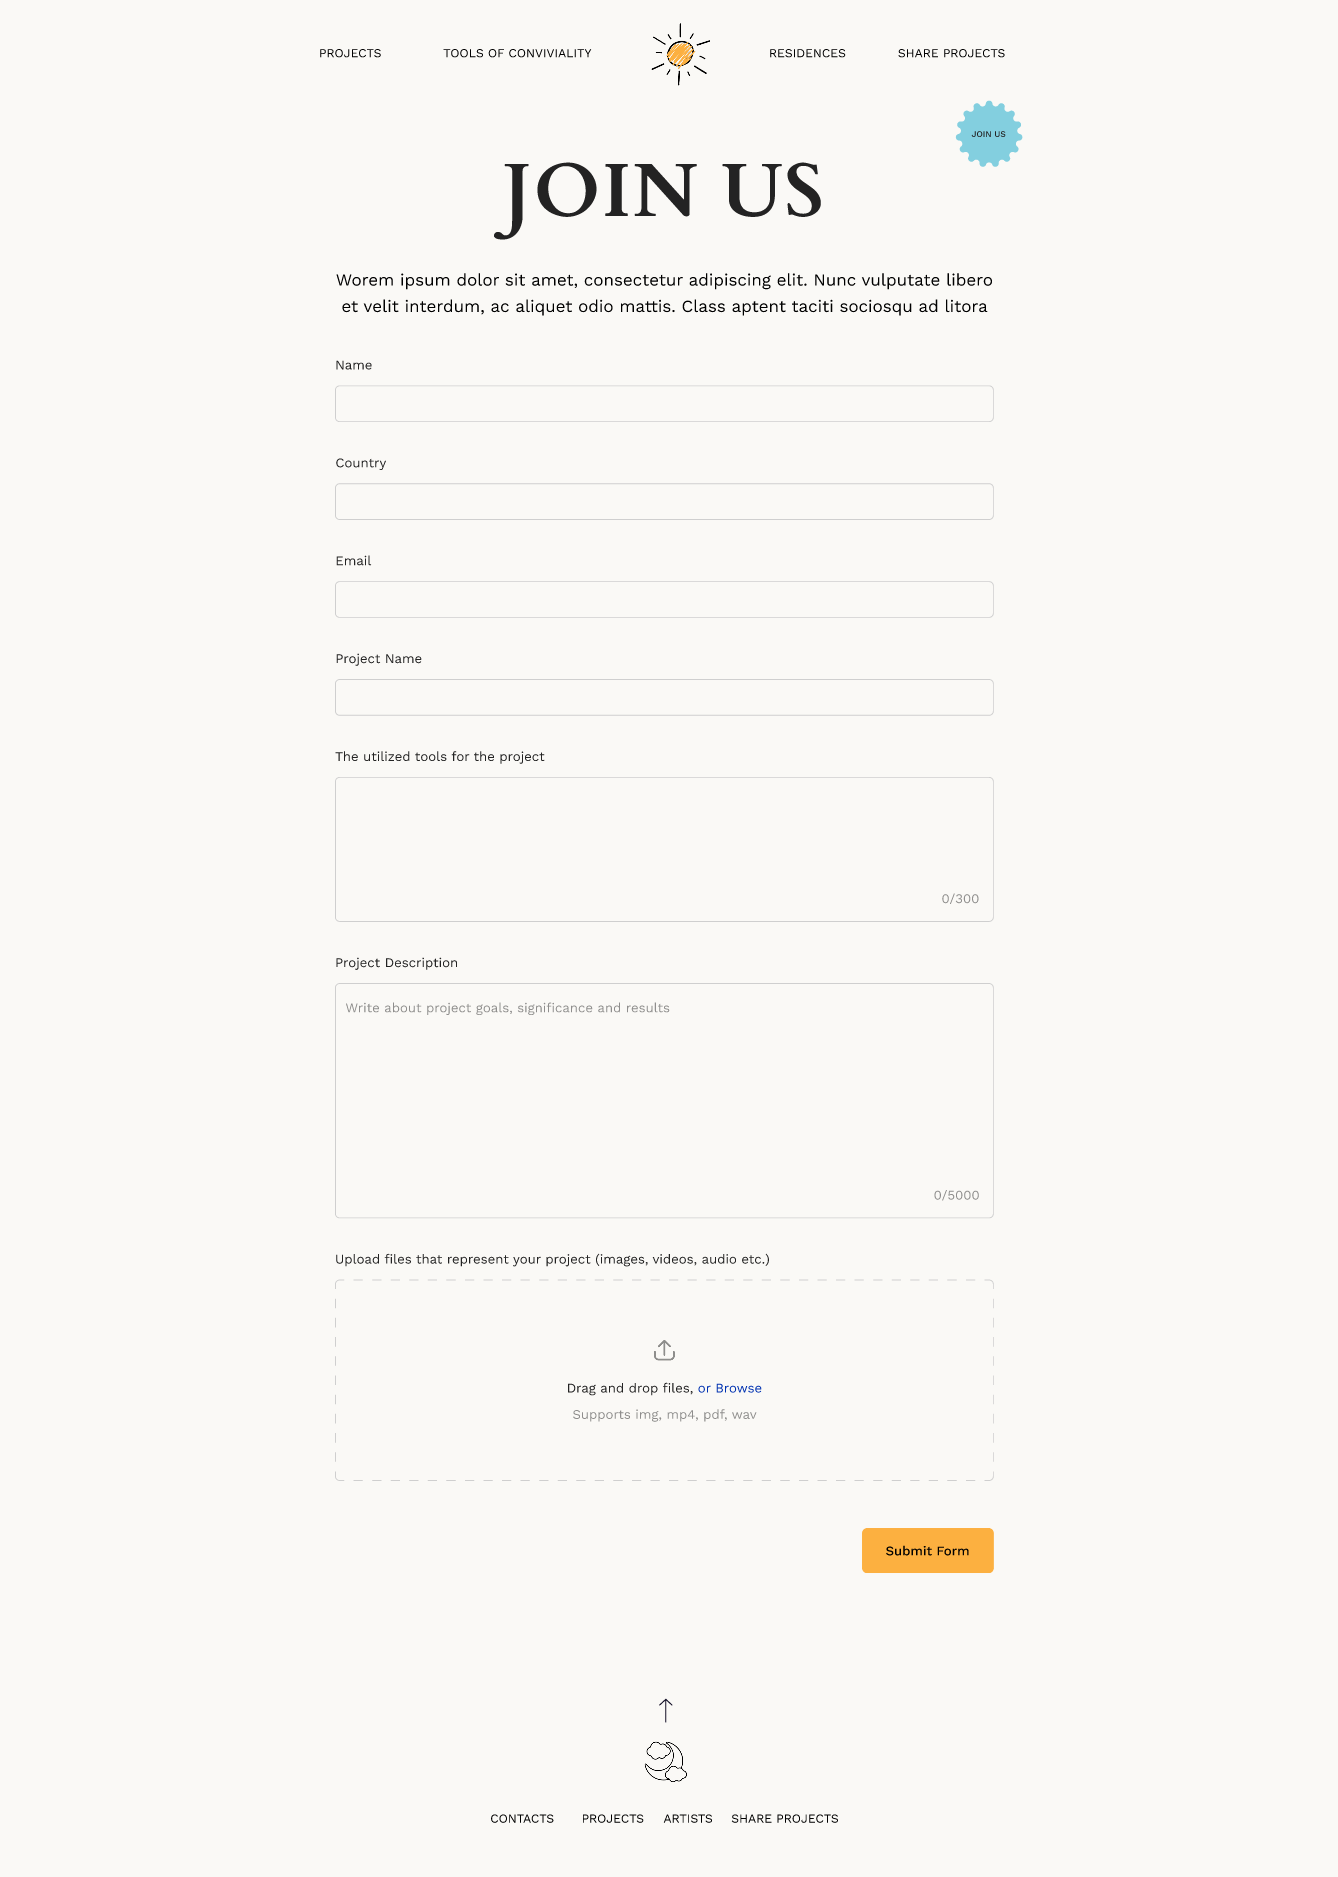 PROJECTS
TOOLS OF CONVIVIALITY
RESIDENCES
SHARE PROJECTS
JOIN US
JOIN US
Worem ipsum dolor sit amet, consectetur adipiscing elit. Nunc vulputate libero
et velit interdum, ac aliquet odio mattis. Class aptent taciti sociosqu ad litora
Name
Country
Email
Project Name
The utilized tools for the project
0/300
Project Description
Write about project goals, significance and results
0/5000
Upload files that represent your project (images, videos, audio etc.)
Drag and drop files, or Browse
Supports img, mp4, pdf, wav
Submit Form
CONTACTS
PROJECTS
ARTISTS
SHARE PROJECTS